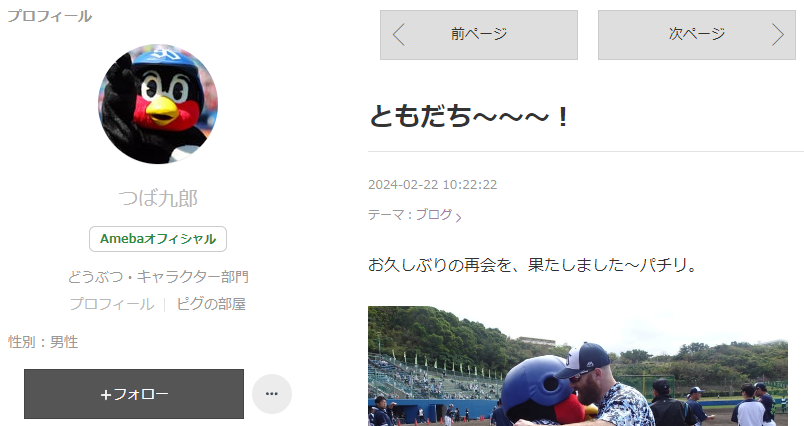 プロフィール
つば九郎
Amebaオフィシャル
どうぶつ・キャラクター部門
プロフィール | ピグの部屋
性別：男性
+フォロー
前ページ
次ページ
ともだち～～～！
2024-02-22 10:22:22
テーマ：ブログ
お久しぶりの再会を、果たしました～パチリ。